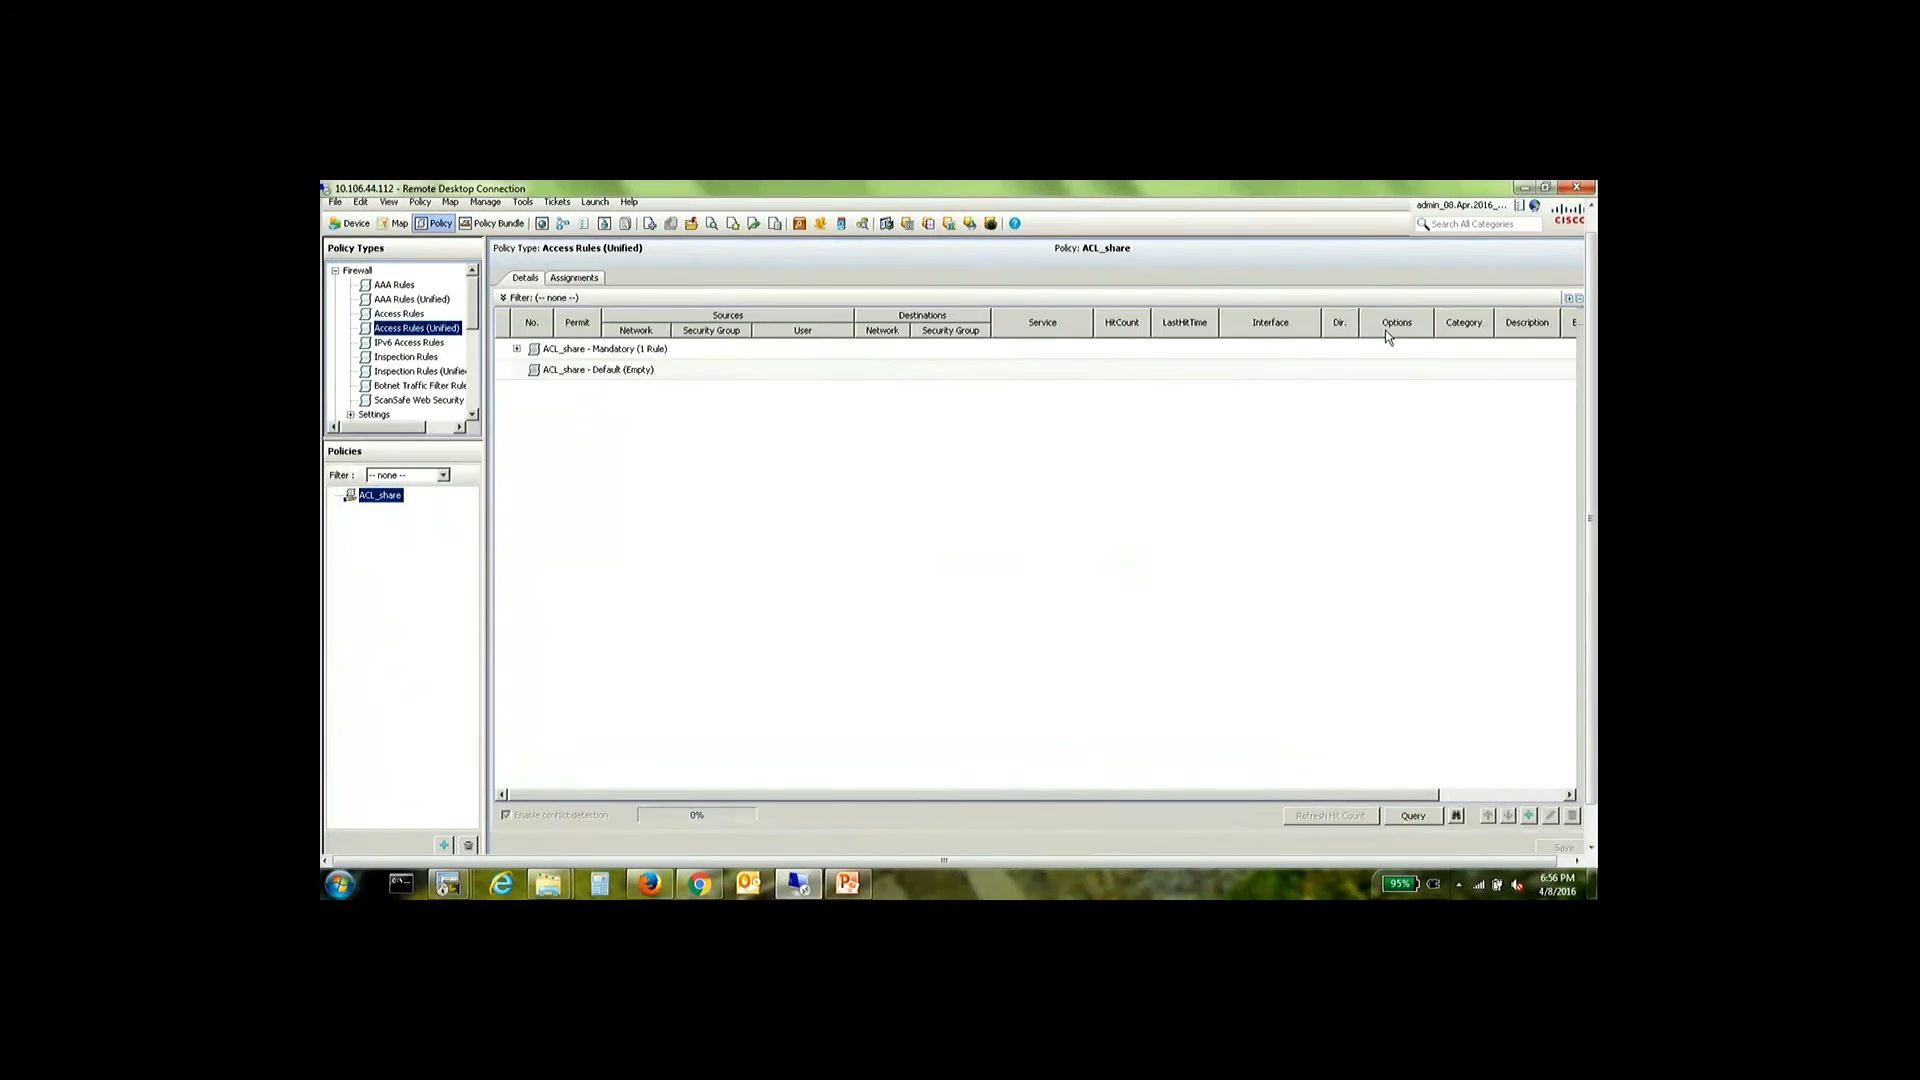 10.106.44.112 - Remote Desktop Connection
File Edit View Policy Map Manage Tools Tickets Launch Help
admin_08.Apr.2016_...
Device Map Policy Policy Bundle
Search All Categories
CISCO
Policy Types
Firewall
AAA Rules
AAA Rules (Unified)
Access Rules
Access Rules (Unified)
IPv6 Access Rules
Inspection Rules
Inspection Rules (Unifie
Botnet Traffic Filter Rule
ScanSafe Web Security
Settings
Policies
Filter : -- none --
ACL_share
Policy Type: Access Rules (Unified)
Policy: ACL_share
Details Assignments
Filter: (-- none --)
No. Permit Sources Destinations Service HitCount LastHitTime Interface Dir. Options Category Description E...
Network Security Group User Network Security Group
ACL_share - Mandatory (1 Rule)
ACL_share - Default (Empty)
Enable conflict detection 0% Refresh Hit Count Query
Save
95%
6:56 PM
4/8/2016